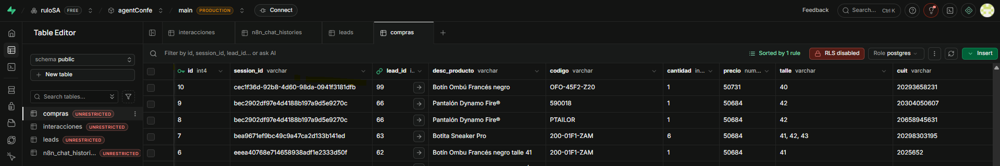 ruloSA FREE agentConfe main PRODUCTION Connect Feedback Search... Ctrl K
Table Editor interacciones n8n_chat_histories leads compras
Filter by id, session_id, lead_id... or ask AI Sorted by 1 rule RLS disabled Role postgres Insert
schema public
New table
Search tables...
compras UNRESTRICTED
interacciones UNRESTRICTED
leads UNRESTRICTED
n8n_chat_histori... UNRESTRICTED
id int4 session_id varchar lead_id i... desc_producto varchar codigo varchar cantidad in... precio num... talle varchar cuit varchar
10 cec1f36d-92b8-4d60-98da-0941f3181dfb 99 Botín Ombú Francés negro OFO-45F2-Z20 1 50731 40 20293658231
9 bec2902df97e4d4188b197a9d5e9270c 66 Pantalón Dynamo Fire® 590018 1 50684 42 20304050607
8 bec2902df97e4d4188b197a9d5e9270c 66 Pantalón Dynamo Fire® PTAILOR 1 50684 42 20658945631
7 bea9671ef9bc49c9a47ca2d133b141ed 63 Botita Sneaker Pro 200-01F1-ZAM 6 50684 41, 42, 43 20298303195
6 eeea40768e714658938adf1e2333d50f 62 Botín Ombu Francés negro talle 41 200-01F1-ZAM 1 50684 41 2025652